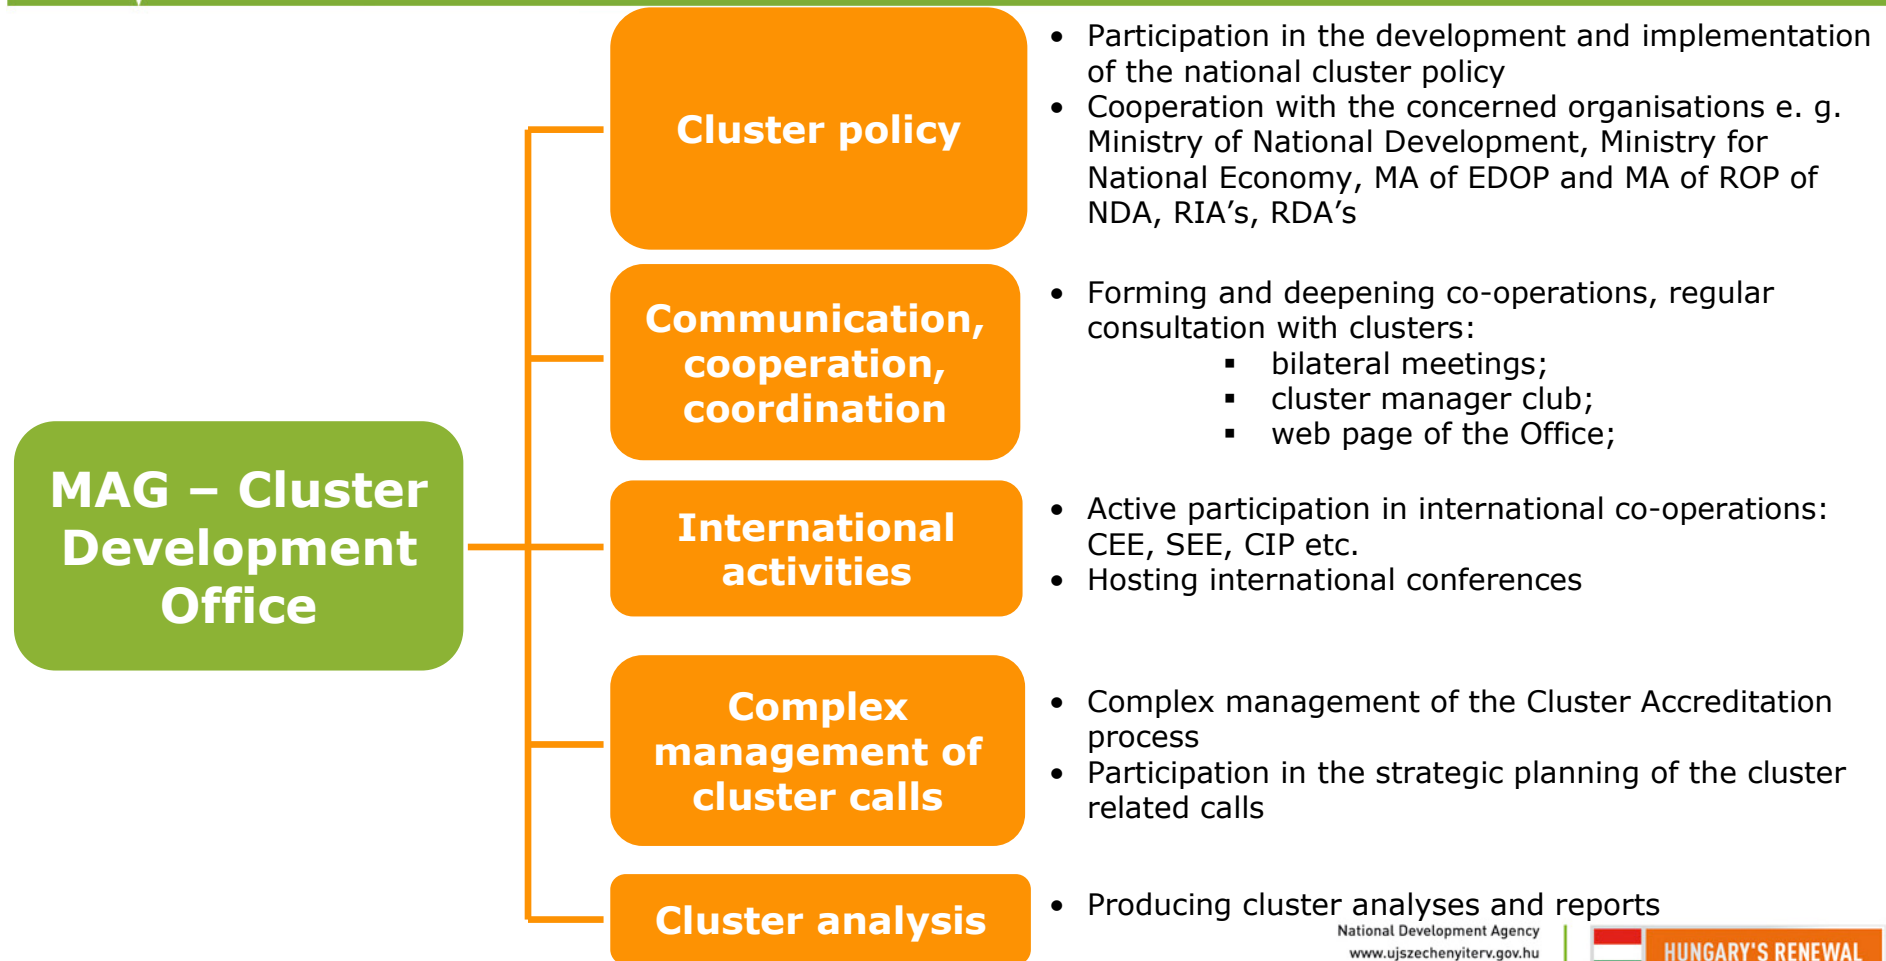 MAG – Cluster
Development
Office
Cluster policy
• Participation in the development and implementation
of the national cluster policy
• Cooperation with the concerned organisations e. g.
Ministry of National Development, Ministry for
National Economy, MA of EDOP and MA of ROP of
NDA, RIA’s, RDA’s
Communication,
cooperation,
coordination
• Forming and deepening co-operations, regular
consultation with clusters:
▪ bilateral meetings;
▪ cluster manager club;
▪ web page of the Office;
International
activities
• Active participation in international co-operations:
CEE, SEE, CIP etc.
• Hosting international conferences
Complex
management of
cluster calls
• Complex management of the Cluster Accreditation
process
• Participation in the strategic planning of the cluster
related calls
Cluster analysis
• Producing cluster analyses and reports
National Development Agency
www.ujszechenyiterv.gov.hu
HUNGARY'S RENEWAL